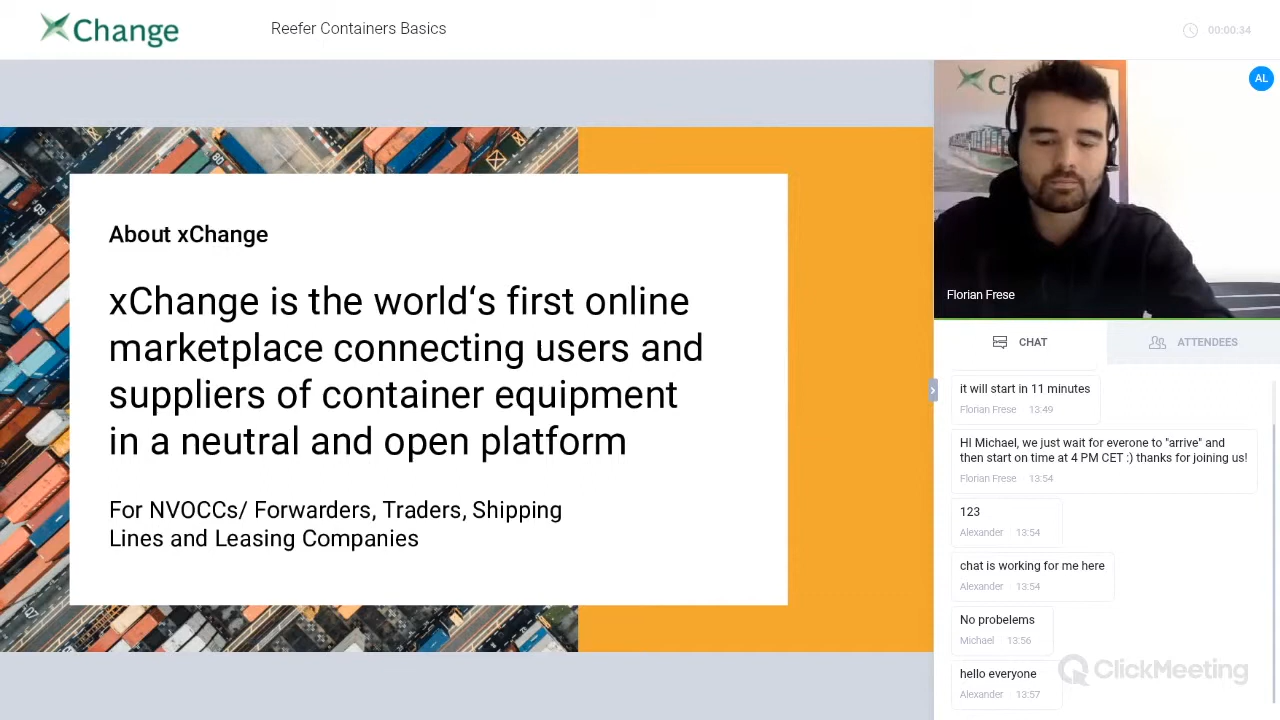 xChange
Reefer Containers Basics
00:00:34
About xChange
xChange is the world‘s first online
marketplace connecting users and
suppliers of container equipment
in a neutral and open platform
For NVOCCs/ Forwarders, Traders, Shipping
Lines and Leasing Companies
AL
Florian Frese
CHAT
ATTENDEES
it will start in 11 minutes
Florian Frese 13:49
HI Michael, we just wait for everone to "arrive" and
then start on time at 4 PM CET :) thanks for joining us!
Florian Frese 13:54
123
Alexander 13:54
chat is working for me here
Alexander 13:54
No probelems
Michael 13:56
hello everyone
Alexander 13:57
ClickMeeting